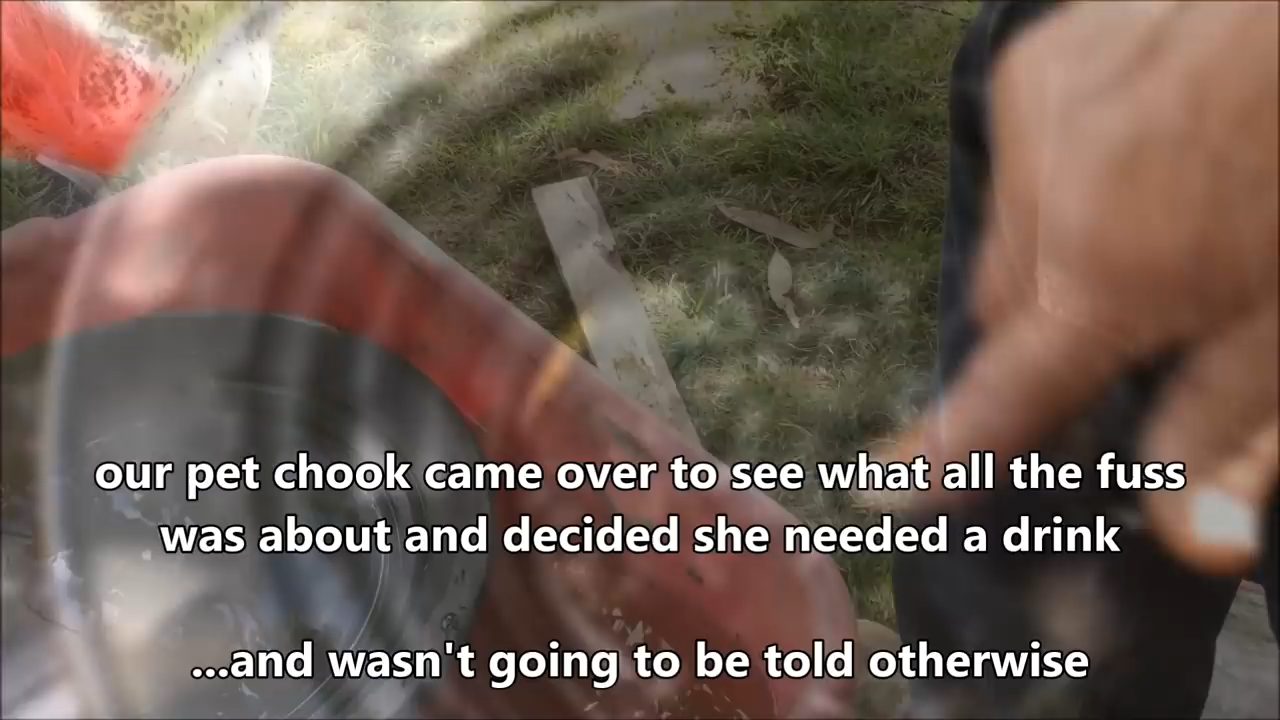 our pet chook came over to see what all the fuss
was about and decided she needed a drink
...and wasn't going to be told otherwise